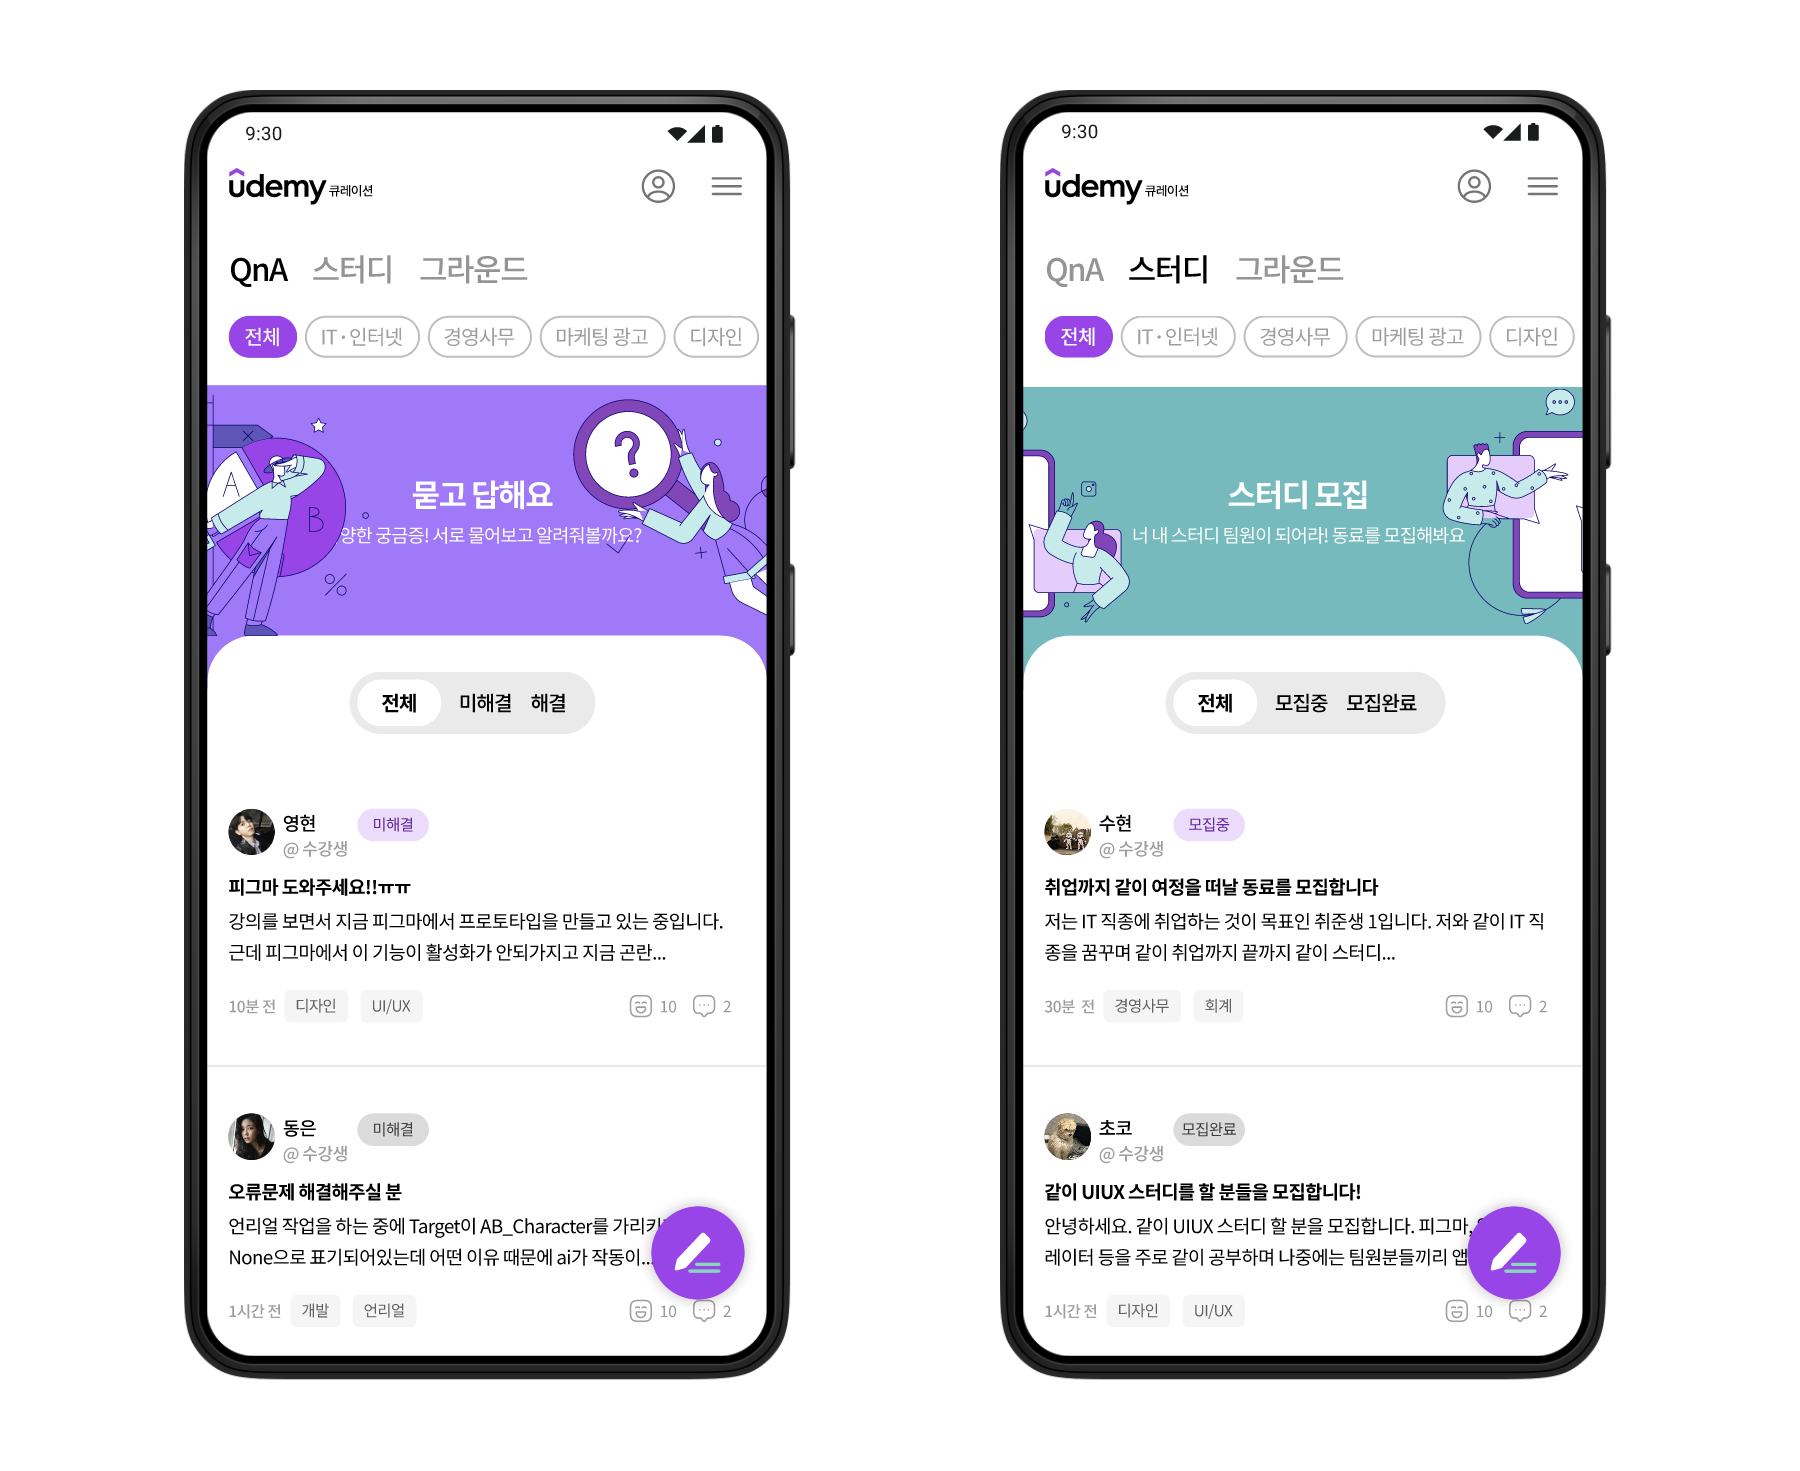 9:30
udemy 큐레이션
QnA 스터디 그라운드
전체 IT·인터넷 경영사무 마케팅 광고 디자인
A
B
?
%
묻고 답해요
양한 궁금증! 서로 물어보고 알려줘볼까요?
전체 미해결 해결
영현 미해결
@ 수강생
피그마 도와주세요!!ㅠㅠ
강의를 보면서 지금 피그마에서 프로토타입을 만들고 있는 중입니다.
근데 피그마에서 이 기능이 활성화가 안되가지고 지금 곤란...
10분 전 디자인 UI/UX 10 2
동은 미해결
@ 수강생
오류문제 해결해주실 분
언리얼 작업을 하는 중에 Target이 AB_Character를 가리키
None으로 표기되어있는데 어떤 이유 때문에 ai가 작동이...
1시간 전 개발 언리얼 10 2
9:30
udemy 큐레이션
QnA 스터디 그라운드
전체 IT·인터넷 경영사무 마케팅 광고 디자인
스터디 모집
너 내 스터디 팀원이 되어라! 동료를 모집해봐요
전체 모집중 모집완료
수현 모집중
@ 수강생
취업까지 같이 여정을 떠날 동료를 모집합니다
저는 IT 직종에 취업하는 것이 목표인 취준생 1입니다. 저와 같이 IT 직
종을 꿈꾸며 같이 취업까지 끝까지 같이 스터디...
30분 전 경영사무 회계 10 2
초코 모집완료
@ 수강생
같이 UIUX 스터디를 할 분들을 모집합니다!
안녕하세요. 같이 UIUX 스터디 할 분을 모집합니다. 피그마,
레이터 등을 주로 같이 공부하며 나중에는 팀원분들끼리 앱
1시간 전 디자인 UI/UX 10 2